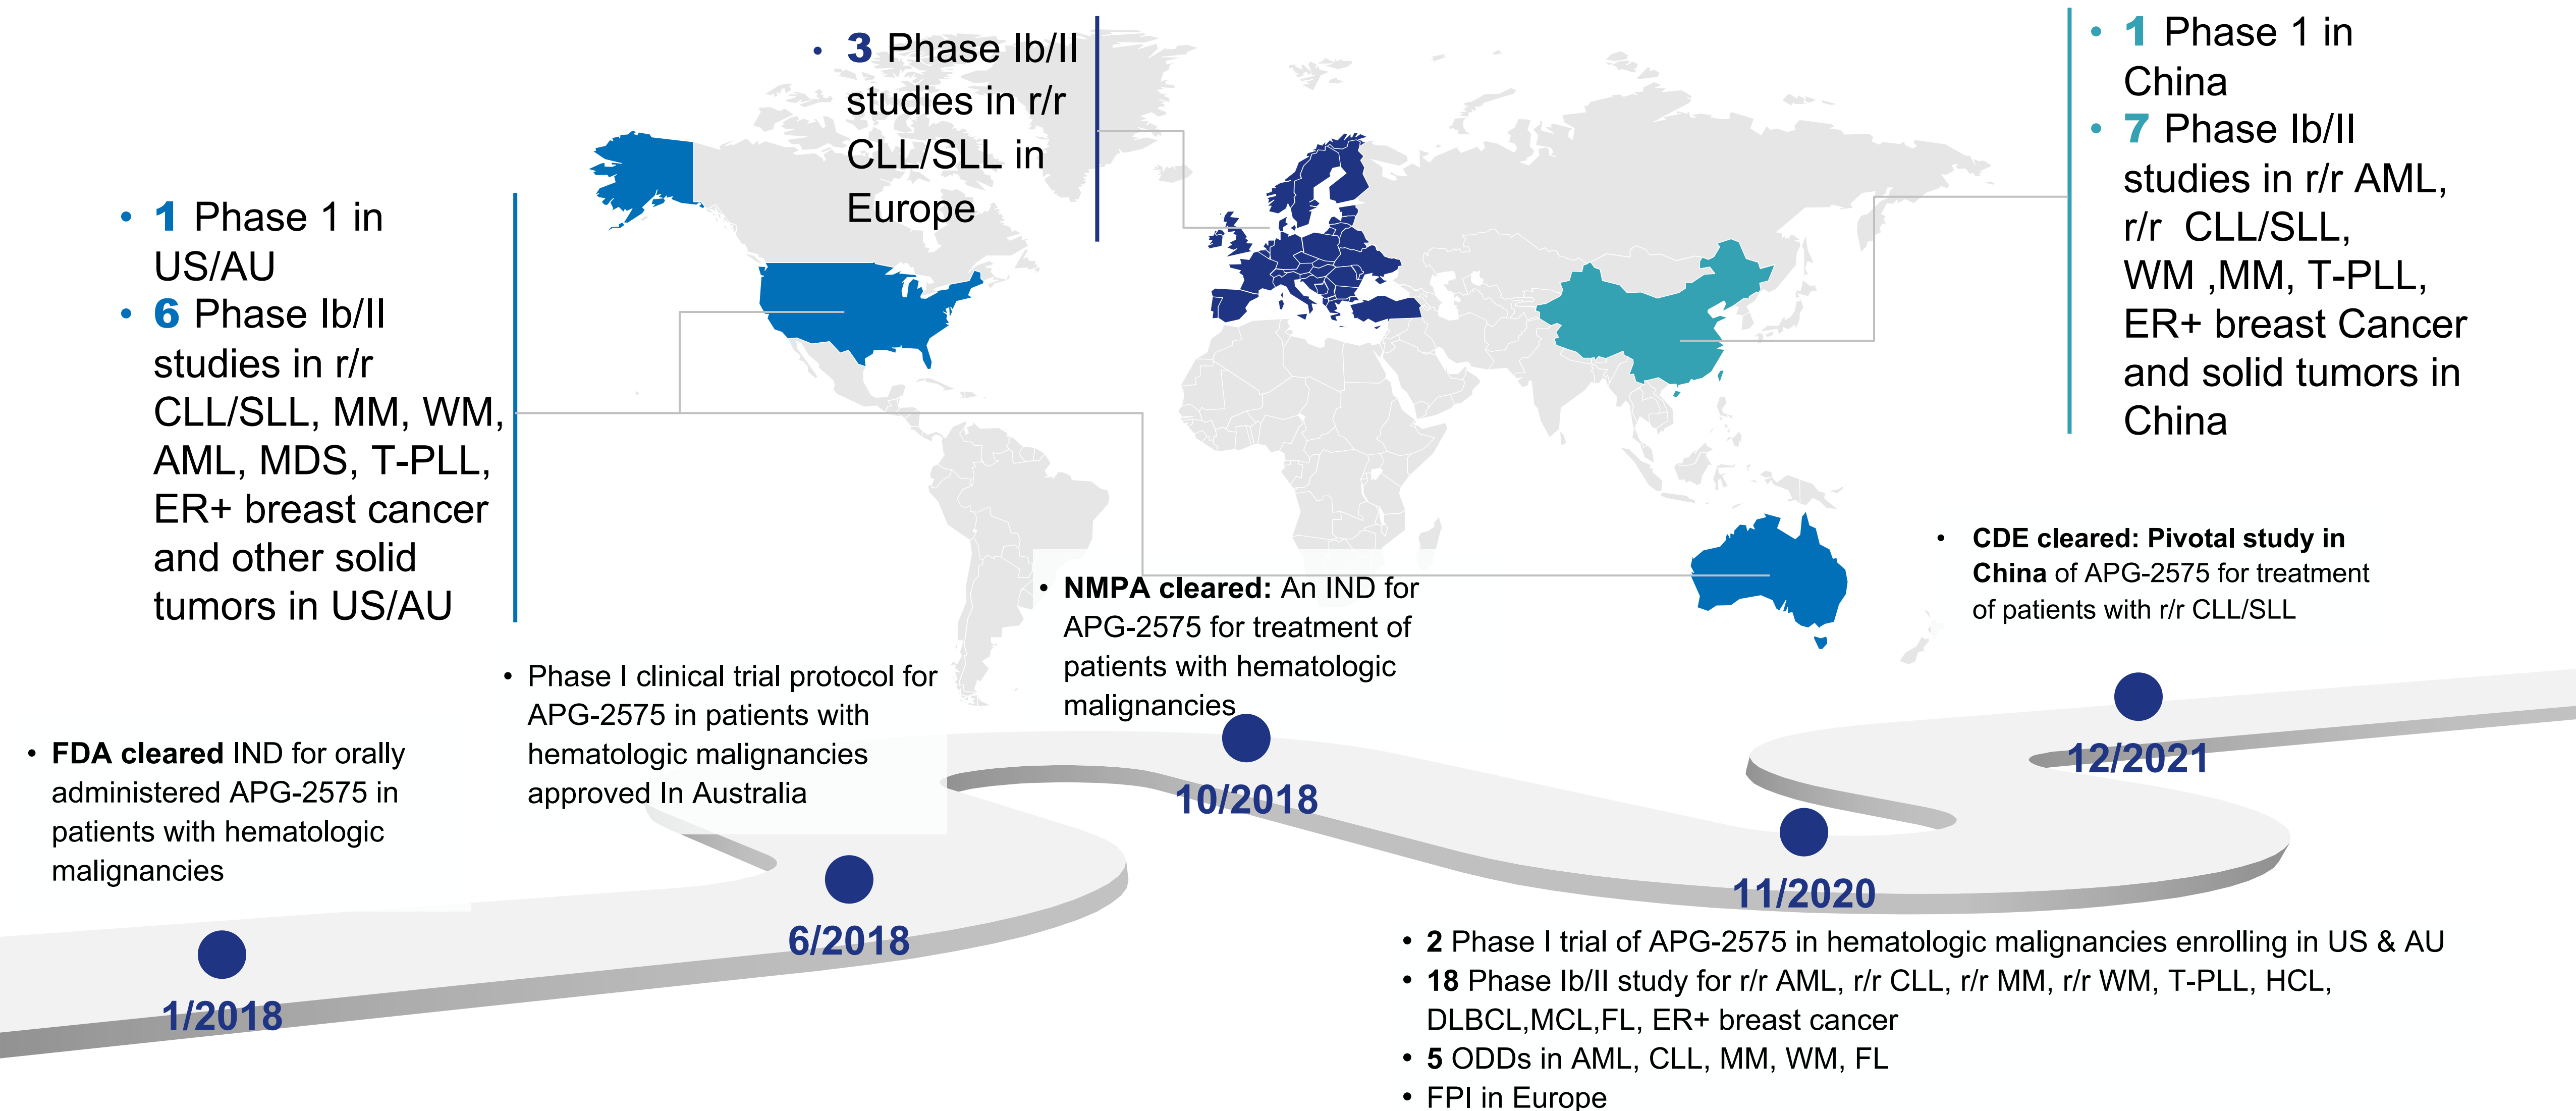 • 3 Phase Ib/II
studies in r/r
CLL/SLL in
Europe
• 1 Phase 1 in
China
• 7 Phase Ib/II
studies in r/r AML,
r/r CLL/SLL,
WM ,MM, T-PLL,
ER+ breast Cancer
and solid tumors in
China
• 1 Phase 1 in
US/AU
• 6 Phase Ib/II
studies in r/r
CLL/SLL, MM, WM,
AML, MDS, T-PLL,
ER+ breast cancer
and other solid
tumors in US/AU
• FDA cleared IND for orally
administered APG-2575 in
patients with hematologic
malignancies
1/2018
• Phase I clinical trial protocol for
APG-2575 in patients with
hematologic malignancies
approved In Australia
6/2018
• NMPA cleared: An IND for
APG-2575 for treatment of
patients with hematologic
malignancies
10/2018
11/2020
• 2 Phase I trial of APG-2575 in hematologic malignancies enrolling in US & AU
• 18 Phase Ib/II study for r/r AML, r/r CLL, r/r MM, r/r WM, T-PLL, HCL,
DLBCL,MCL,FL, ER+ breast cancer
• 5 ODDs in AML, CLL, MM, WM, FL
• FPI in Europe
• CDE cleared: Pivotal study in
China of APG-2575 for treatment
of patients with r/r CLL/SLL
12/2021